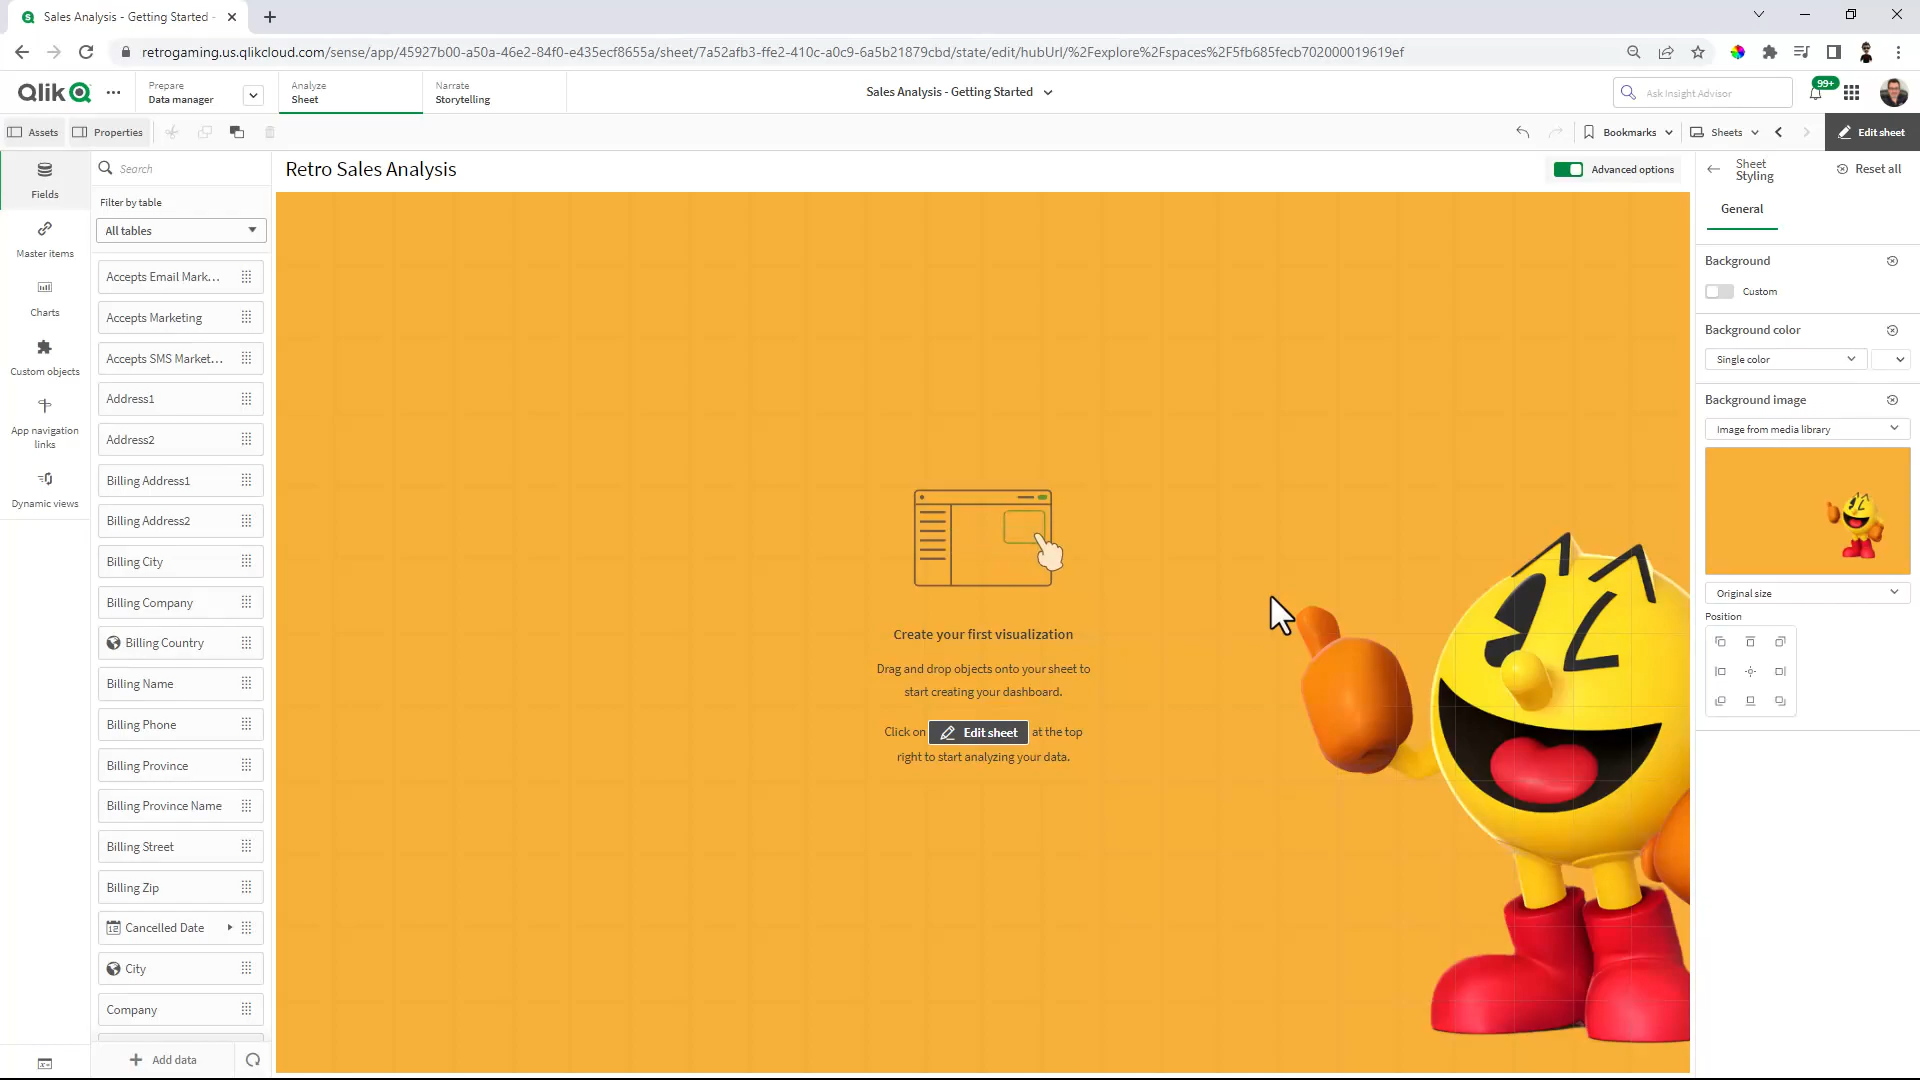 Sales Analysis - Getting Started -
retrogaming.us.qlikcloud.com/sense/app/45927b00-a50a-46e2-84f0-e435ecf8655a/sheet/7a52afb3-ffe2-410c-a0c9-6a5b21879cbd/state/edit/hubUrl/%2Fexplore%2Fspaces%2F5fb685fecb702000019619ef
Qlik
Prepare
Data manager
Analyze
Sheet
Narrate
Storytelling
Sales Analysis - Getting Started
Ask Insight Advisor
99+
Assets
Properties
Bookmarks
Sheets
Edit sheet
Fields
Master items
Charts
Custom objects
App navigation
links
Dynamic views
Search
Filter by table
All tables
Accepts Email Mark...
Accepts Marketing
Accepts SMS Market...
Address1
Address2
Billing Address1
Billing Address2
Billing City
Billing Company
Billing Country
Billing Name
Billing Phone
Billing Province
Billing Province Name
Billing Street
Billing Zip
12 Cancelled Date
City
Company
Add data
Retro Sales Analysis
Advanced options
Create your first visualization
Drag and drop objects onto your sheet to
start creating your dashboard.
Click on Edit sheet at the top
right to start analyzing your data.
Sheet
Styling
Reset all
General
Background
Custom
Background color
Single color
Background image
Image from media library
Original size
Position